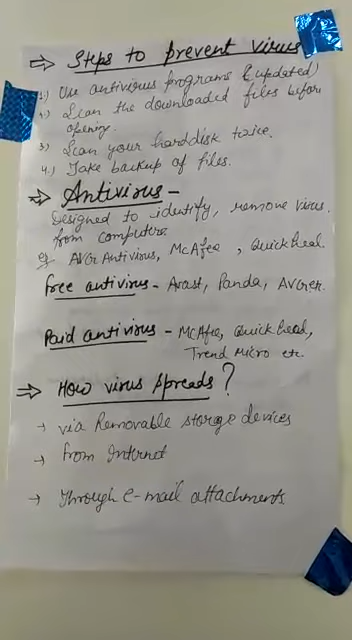 ⇒ Steps to prevent virus
1) Use antivirus programs (updated)
2) Scan the downloaded files before
opening.
3) Scan your harddisk twice.
4.) Take backup of files.
⇒ Antivirus -
Designed to identify, remove virus.
from computers.
eg AVG Antivirus, McAfee, Quick heal.
free antivirus - Avast, Panda, AVG
Paid antivirus - McAfee, Quick heal,
Trend Micro etc.
⇒ How virus spreads?
→ via Removable storage devices
→ from Internet
→ Through e-mail attachments